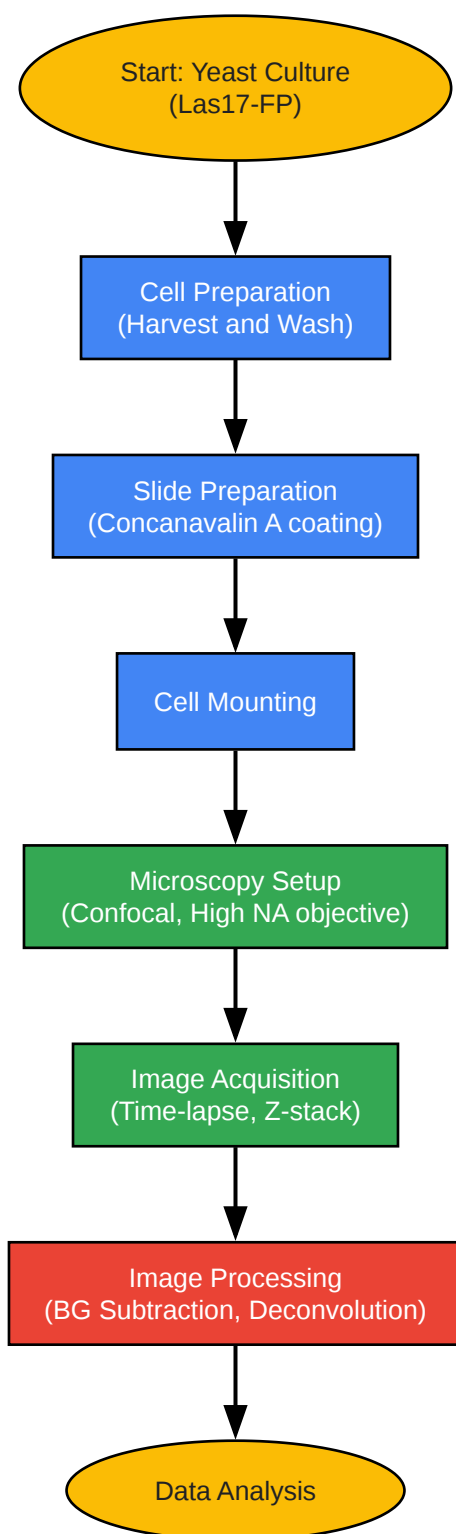 Start: Yeast Culture
(Las17-FP)
Cell Preparation
(Harvest and Wash)
Slide Preparation
(Concanavalin A coating)
Cell Mounting
Microscopy Setup
(Confocal, High NA objective)
Image Acquisition
(Time-lapse, Z-stack)
Image Processing
(BG Subtraction, Deconvolution)
Data Analysis